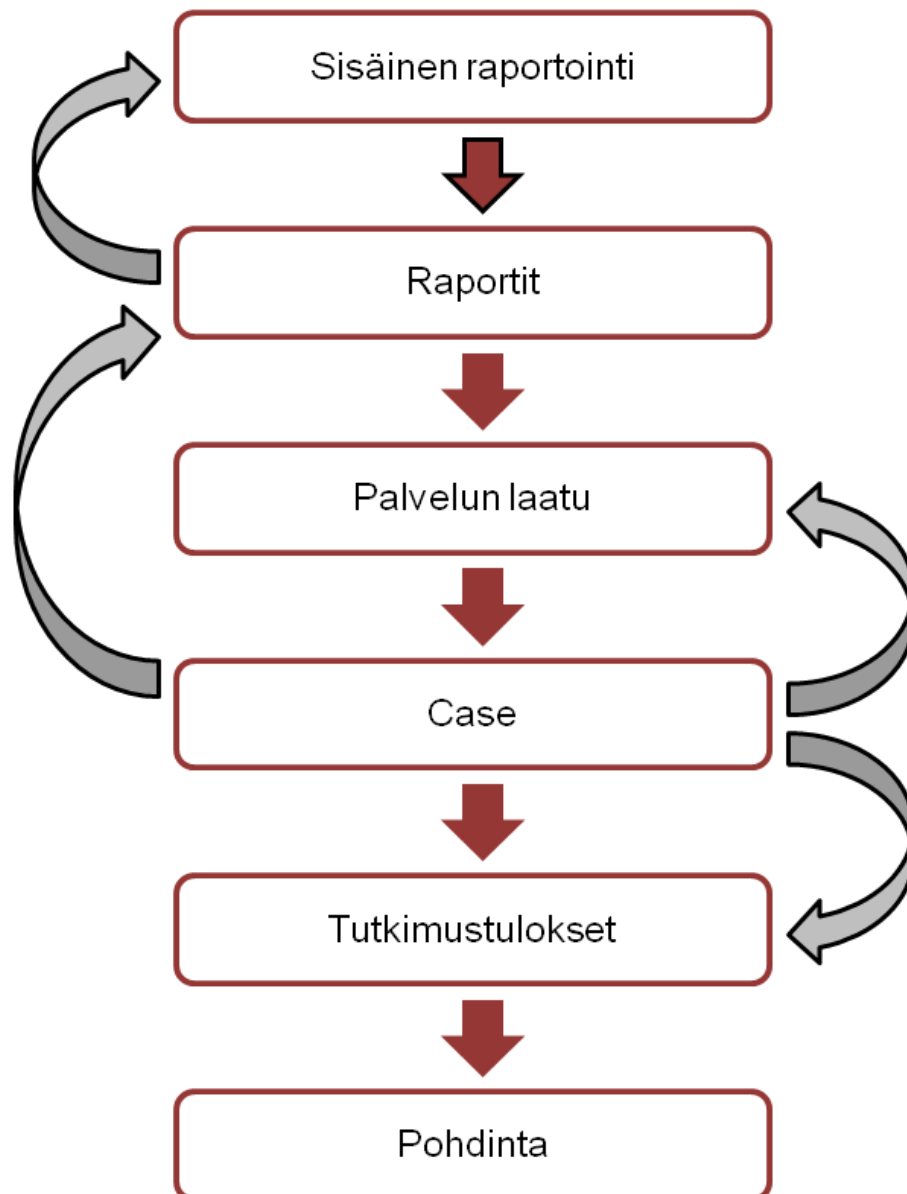 Sisäinen raportointi
Raportit
Palvelun laatu
Case
Tutkimustulokset
Pohdinta